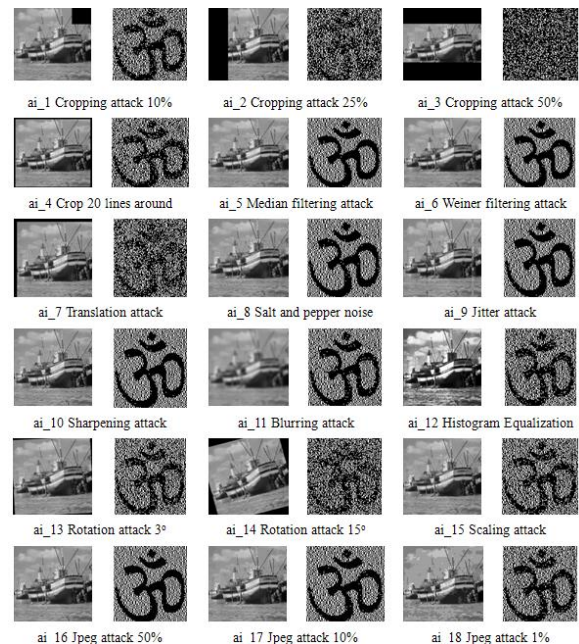 ai_1 Cropping attack 10%
ai_2 Cropping attack 25%
ai_3 Cropping attack 50%
ai_4 Crop 20 lines around
ai_5 Median filtering attack
ai_6 Weiner filtering attack
ai_7 Translation attack
ai_8 Salt and pepper noise
ai_9 Jitter attack
ai_10 Sharpening attack
ai_11 Blurring attack
ai_12 Histogram Equalization
ai_13 Rotation attack 3º
ai_14 Rotation attack 15º
ai_15 Scaling attack
ai_16 Jpeg attack 50%
ai_17 Jpeg attack 10%
ai_18 Jpeg attack 1%